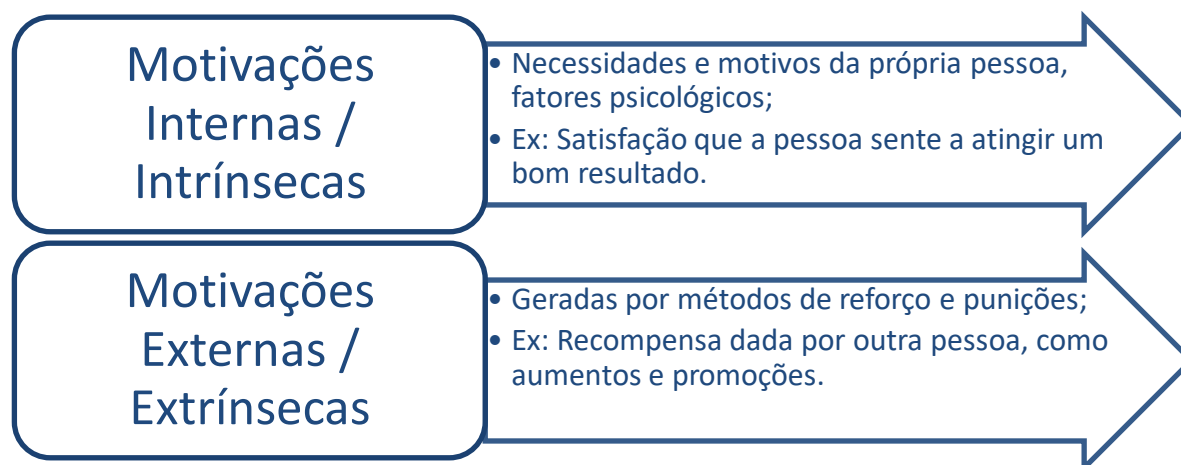 Motivações
Internas /
Intrínsecas
• Necessidades e motivos da própria pessoa,
fatores psicológicos;
• Ex: Satisfação que a pessoa sente a atingir um
bom resultado.
Motivações
Externas /
Extrínsecas
• Geradas por métodos de reforço e punições;
• Ex: Recompensa dada por outra pessoa, como
aumentos e promoções.